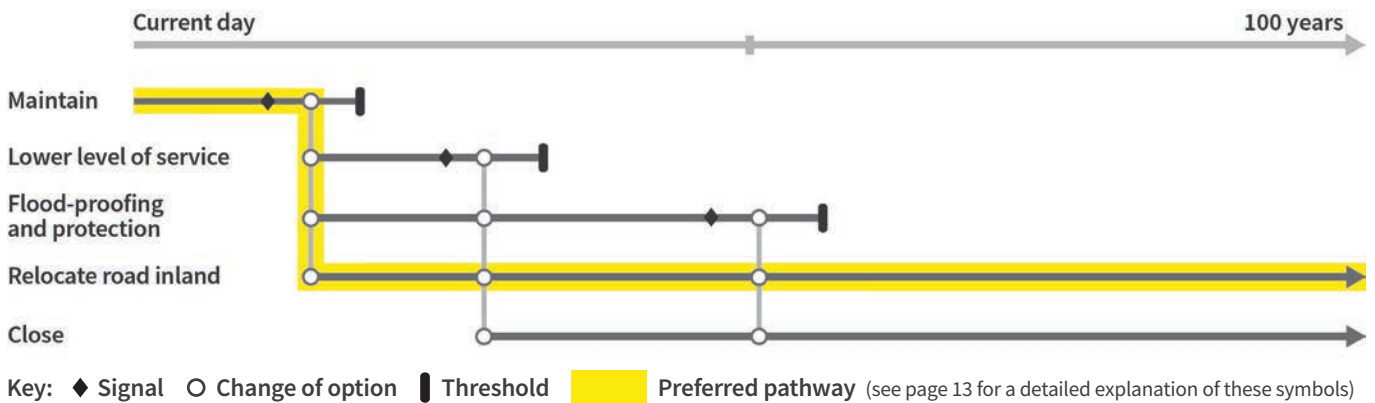 Current day 100 years
Maintain
Lower level of service
Flood-proofing
and protection
Relocate road inland
Close
Key: Signal Change of option Threshold Preferred pathway (see page 13 for a detailed explanation of these symbols)